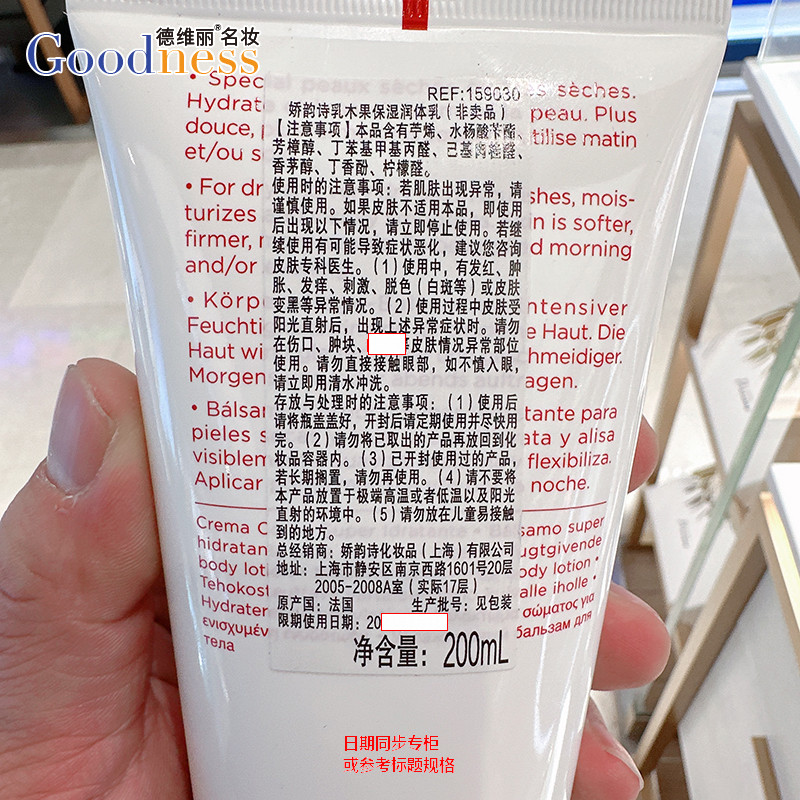 德维丽®名妆
Goodness
• Special peaux sèch
s sèches.
Hydrate
a peau. Plus
douce, p
tilise matin
et/ou s
REF:159030
娇韵诗乳木果保湿润体乳（非卖品）
【注意事项】本品含有苧烯、水杨酸苄酯、
芳樟醇、丁苯基甲基丙醛、己基肉桂醛、
香茅醇、丁香酚、柠檬醛。
使用时的注意事项：若肌肤出现异常，请
谨慎使用。如果皮肤不适用本品，即使用
后出现以下情况，请立即停止使用。若继
续使用有可能导致症状恶化，建议您咨询
皮肤专科医生。（1）使用中，有发红、肿
胀、发痒、刺激、脱色（白斑等）或皮肤
变黑等异常情况。（2）使用过程中皮肤受
阳光直射后，出现上述异常症状时。请勿
在伤口、肿块、
等皮肤情况异常部位
使用。请勿直接接触眼部，如不慎入眼，
请立即用清水冲洗。
存放与处理时的注意事项：（1）使用后
请将瓶盖盖好，开封后请定期使用并尽快用
完。（2）请勿将已取出的产品再放回到化
妆品容器内。（3）已开封使用过的产品，
若长期搁置，请勿再使用。（4）请不要将
本产品放置于极端高温或者低温以及阳光
直射的环境中。（5）请勿放在儿童易接触
到的地方。
总经销商：娇韵诗化妆品（上海）有限公司
地址：上海市静安区南京西路1601号20层
2005-2008A室（实际17层）
原产国：法国 生产批号：见包装
限期使用日期：20
净含量：200mL
• For dr
shes, mois-
turizes
in is softer,
firmer, r
d morning
and/or
• Körpe
ntensiver
Feuchti
e Haut. Die
Haut wi
hmeidiger.
Morgen
abends auftragen.
• Bálsan
tante para
pieles s
ata y alisa
visiblem
flexibiliza.
Aplicar
noche.
Crema C
super hidratante • Bálsamo super
hidratan
ugtgivende
body loti
ody lotion •
Tehokost
alle iholle •
Hydraten
σώματος για
ενισχυμέν
бальзам для
тела
日期同步专柜
或参考标题规格